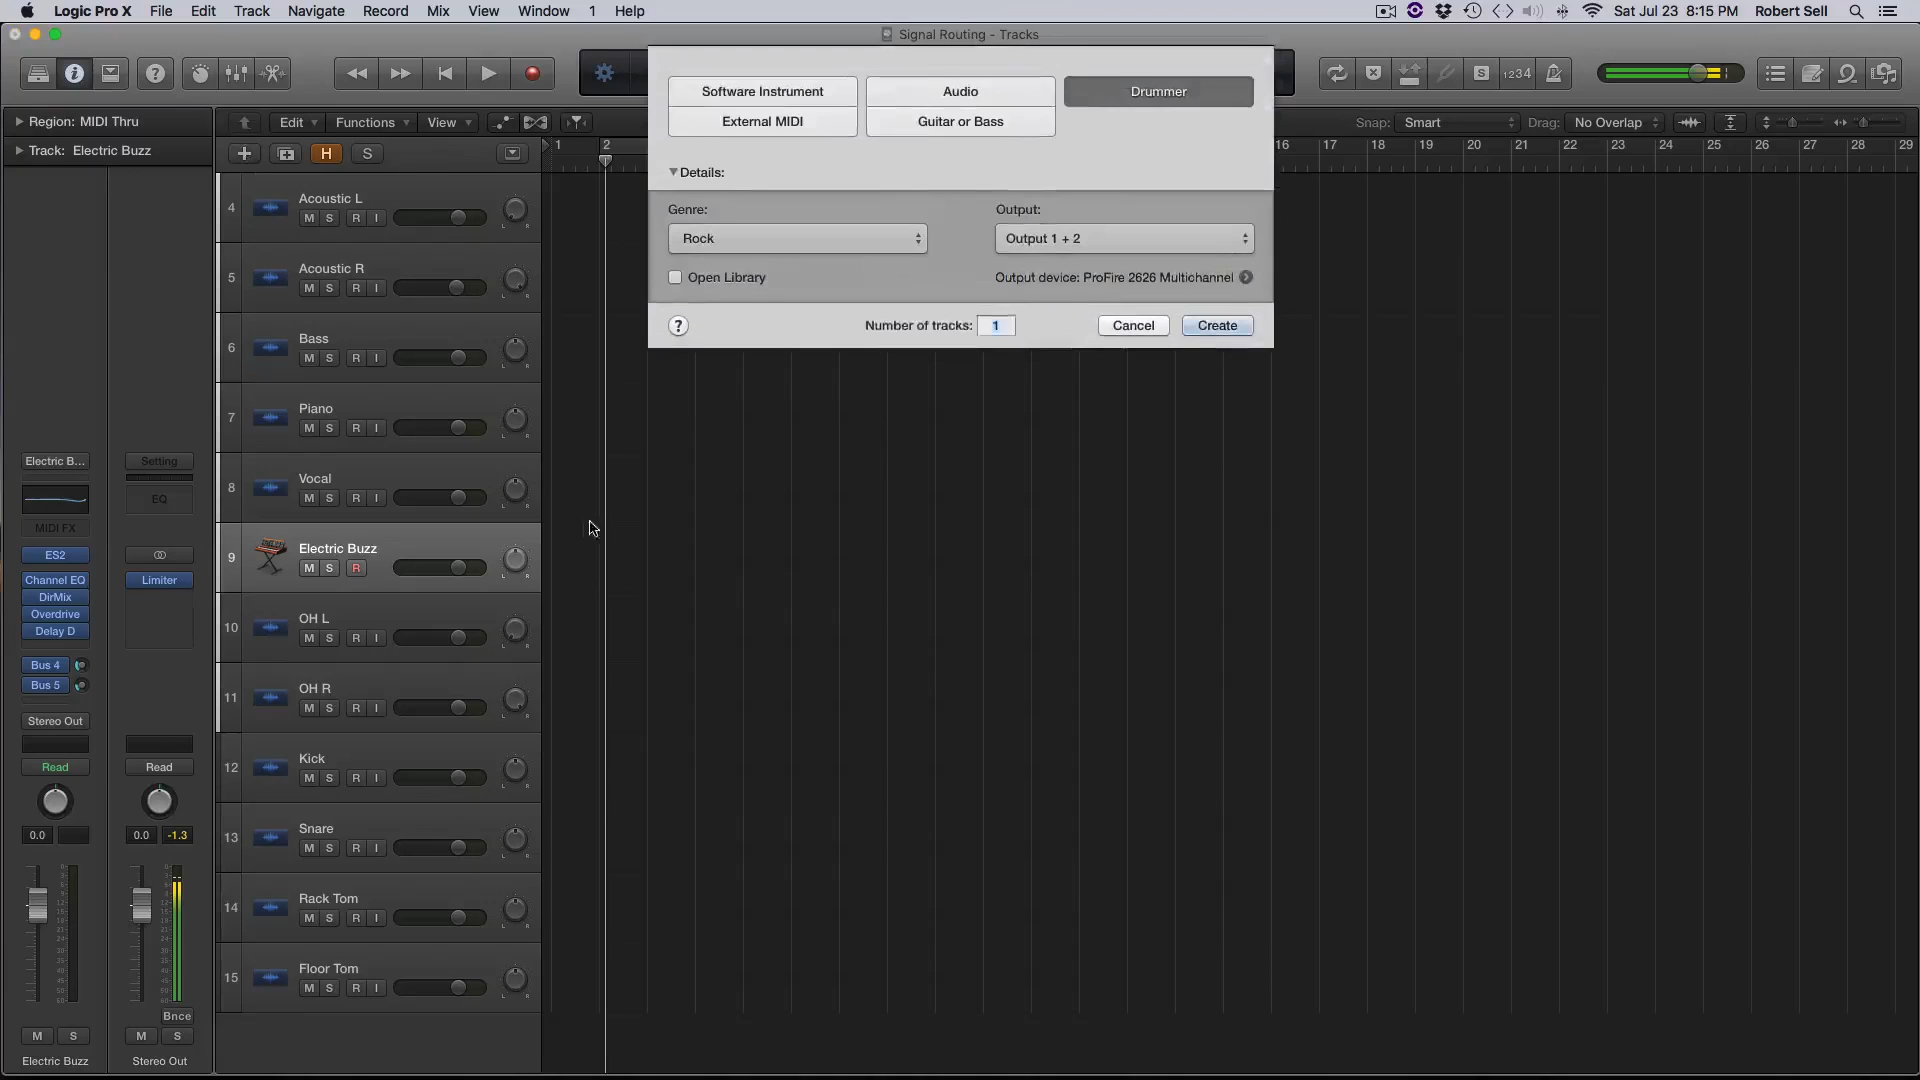 Logic Pro X File Edit Track Navigate Record Mix View Window 1 Help Sat Jul 23 8:15 PM Robert Sell
Signal Routing - Tracks
1234
Software Instrument Audio Drummer
External MIDI Guitar or Bass
Details:
Genre: Output:
Rock Output 1 + 2
Open Library Output device: ProFire 2626 Multichannel
? Number of tracks: 1 Cancel Create
Region: MIDI Thru Edit Functions View Snap: Smart Drag: No Overlap
Track: Electric Buzz
H S
1 2 16 17 18 19 20 21 22 23 24 25 26 27 28 29
4 Acoustic L
M S R I
5 Acoustic R
M S R I
6 Bass
M S R I
7 Piano
M S R I
8 Vocal
M S R I
9 Electric Buzz
M S R
10 OH L
M S R I
11 OH R
M S R I
12 Kick
M S R I
13 Snare
M S R I
14 Rack Tom
M S R I
15 Floor Tom
M S R I
Electric B... Setting
EQ
MIDI FX
ES2
Channel EQ Limiter
DirMix
Overdrive
Delay D
Bus 4
Bus 5
Stereo Out
Read Read
0.0 0.0 -1.3
Bnce
M S M S
Electric Buzz Stereo Out